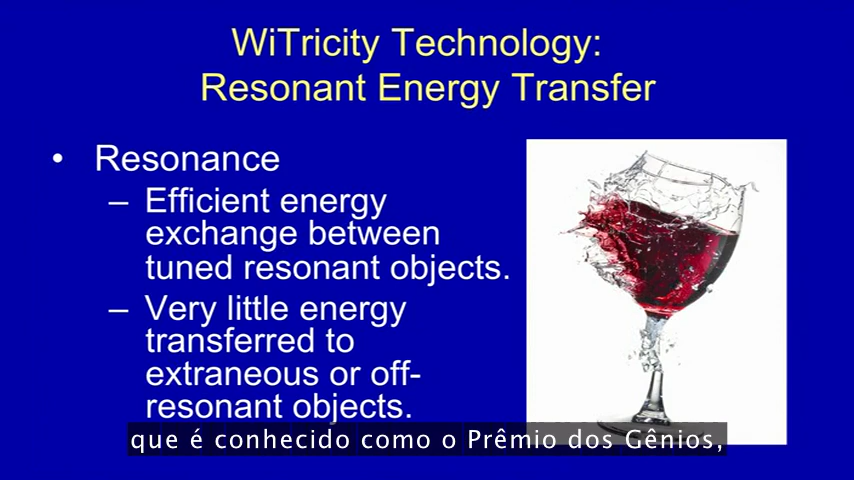 WiTricity Technology:
Resonant Energy Transfer
• Resonance
– Efficient energy
exchange between
tuned resonant objects.
– Very little energy
transferred to
extraneous or off-
resonant objects.
que é conhecido como o Prêmio dos Gênios,